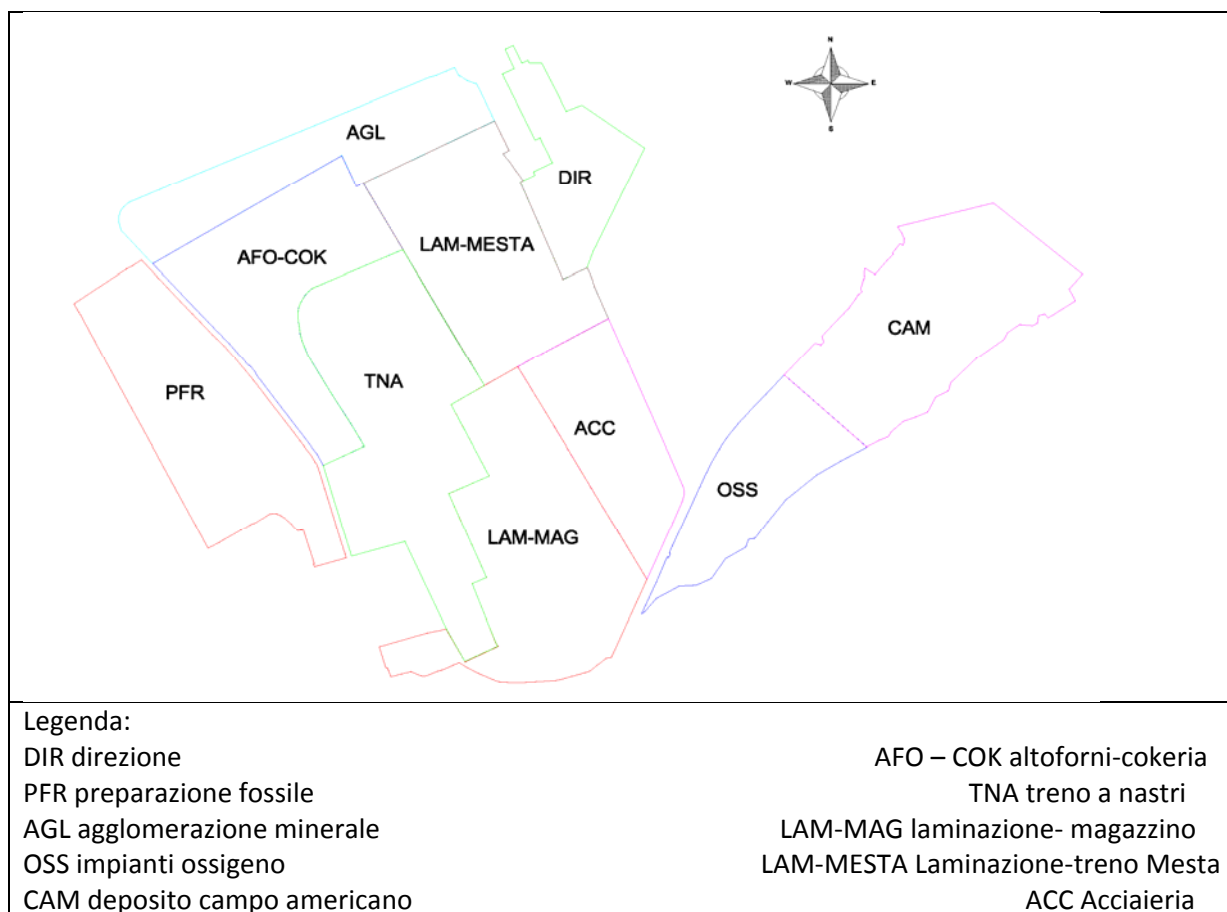 N
W E
S
AGL
DIR
LAM-MESTA
AFO-COK
CAM
PFR
TNA
ACC
OSS
LAM-MAG
Legenda:
DIR direzione AFO – COK altoforni-cokeria
PFR preparazione fossile TNA treno a nastri
AGL agglomerazione minerale LAM-MAG laminazione- magazzino
OSS impianti ossigeno LAM-MESTA Laminazione-treno Mesta
CAM deposito campo americano ACC Acciaieria